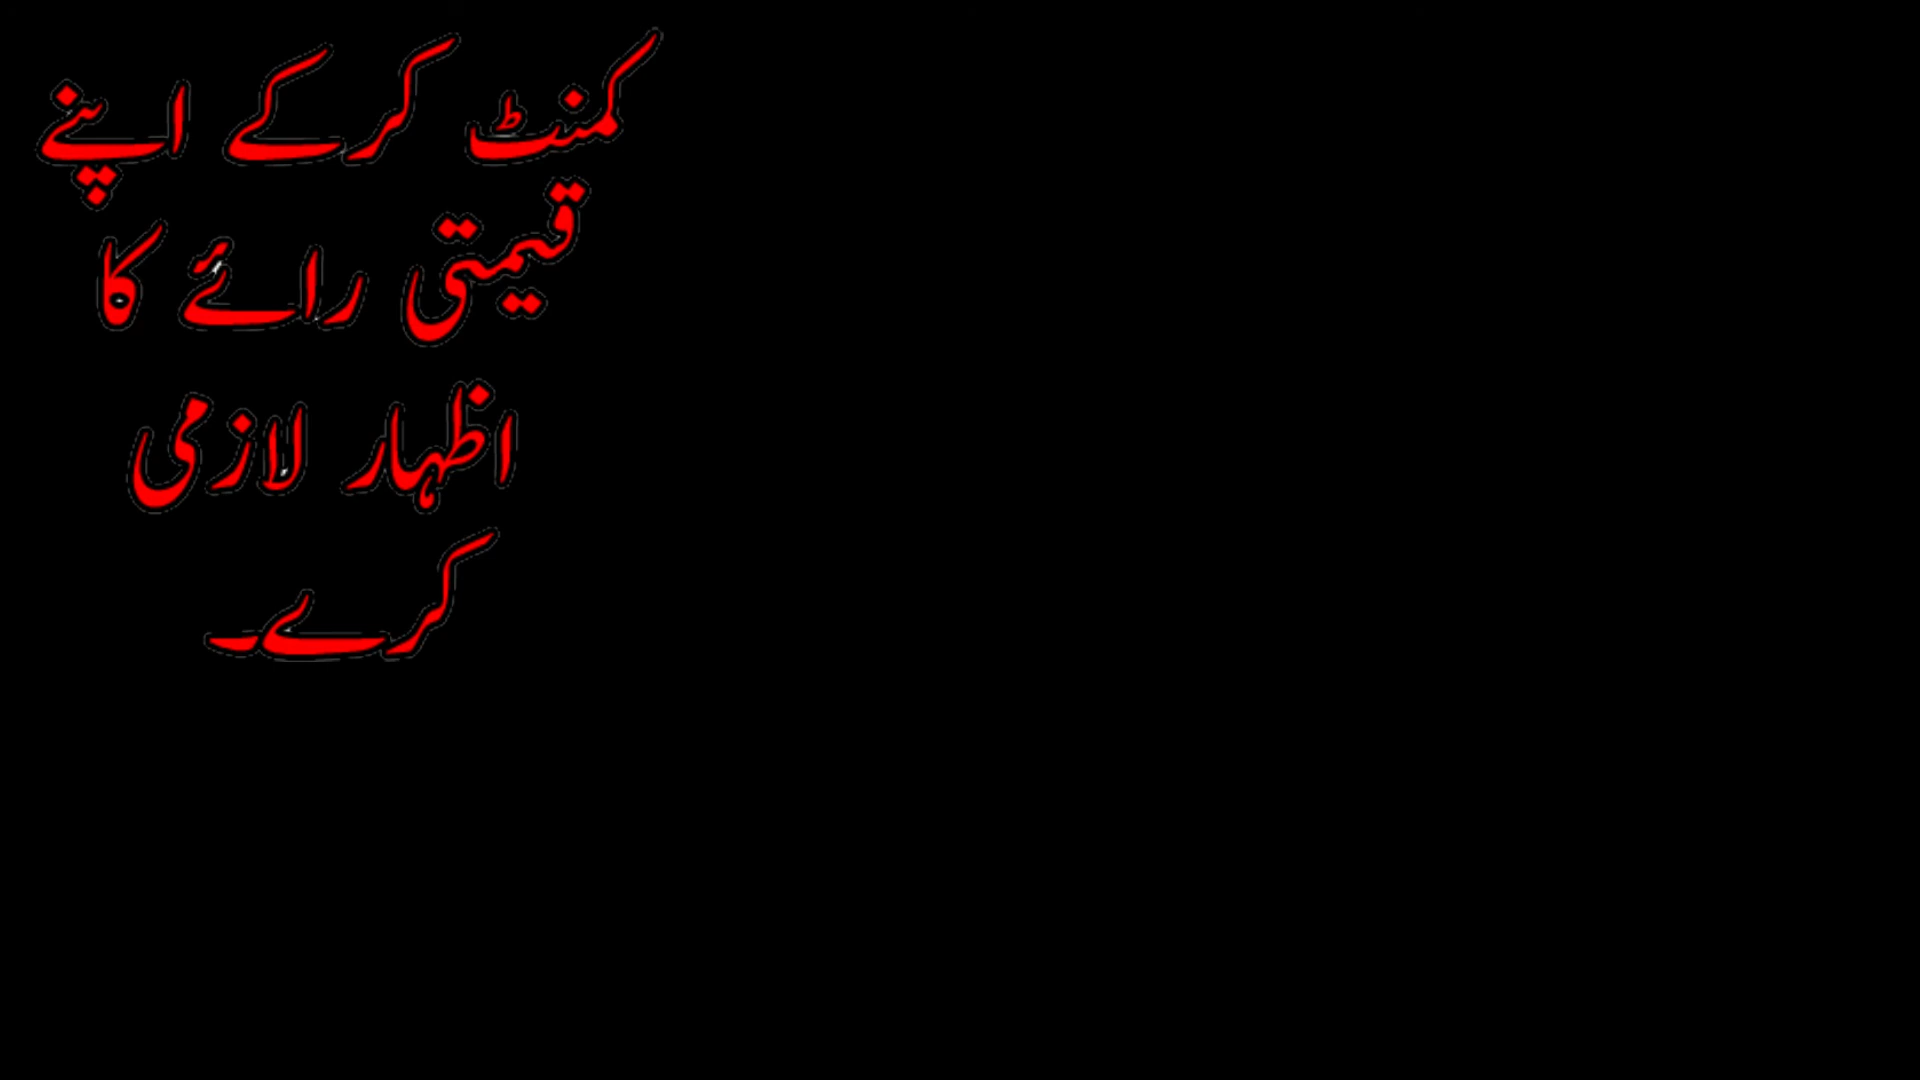 کمنٹ کرکے اپنے
قیمتی رائے کا
اظہار لازمی
کرے۔